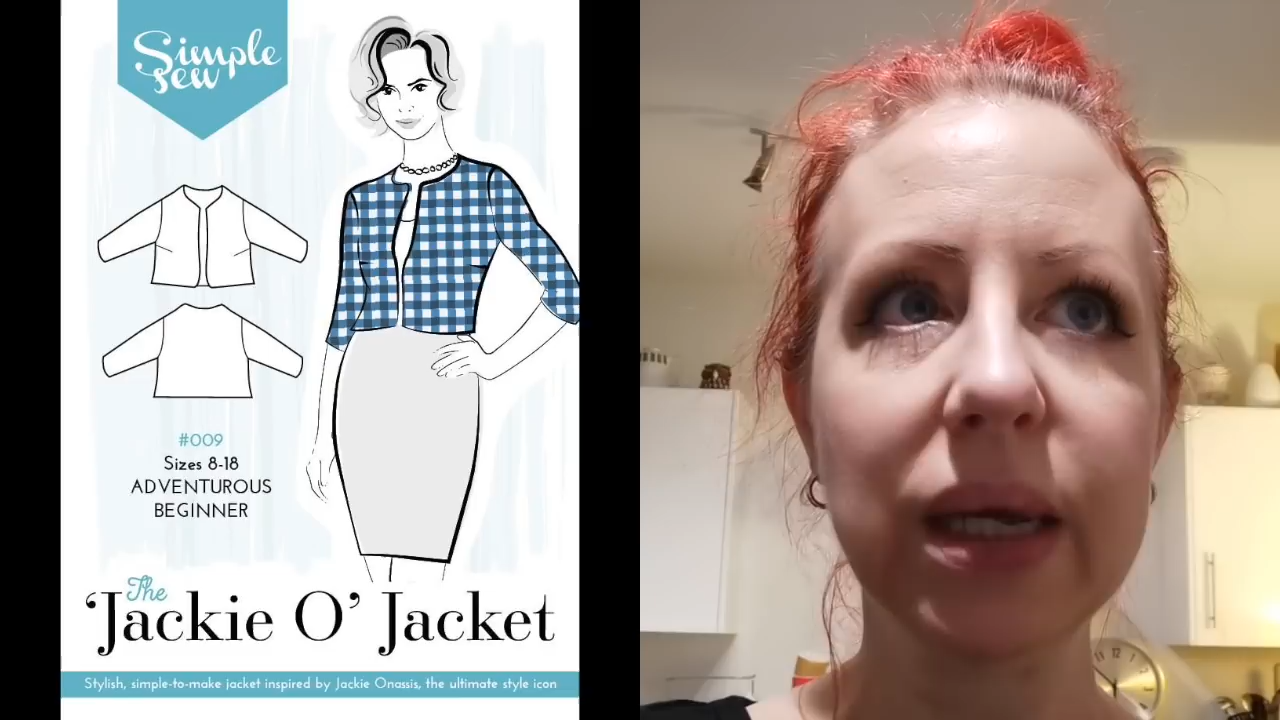 Simple
sew
#009
Sizes 8-18
ADVENTUROUS
BEGINNER
The
‘Jackie O’ Jacket
Stylish, simple-to-make jacket inspired by Jackie Onassis, the ultimate style icon